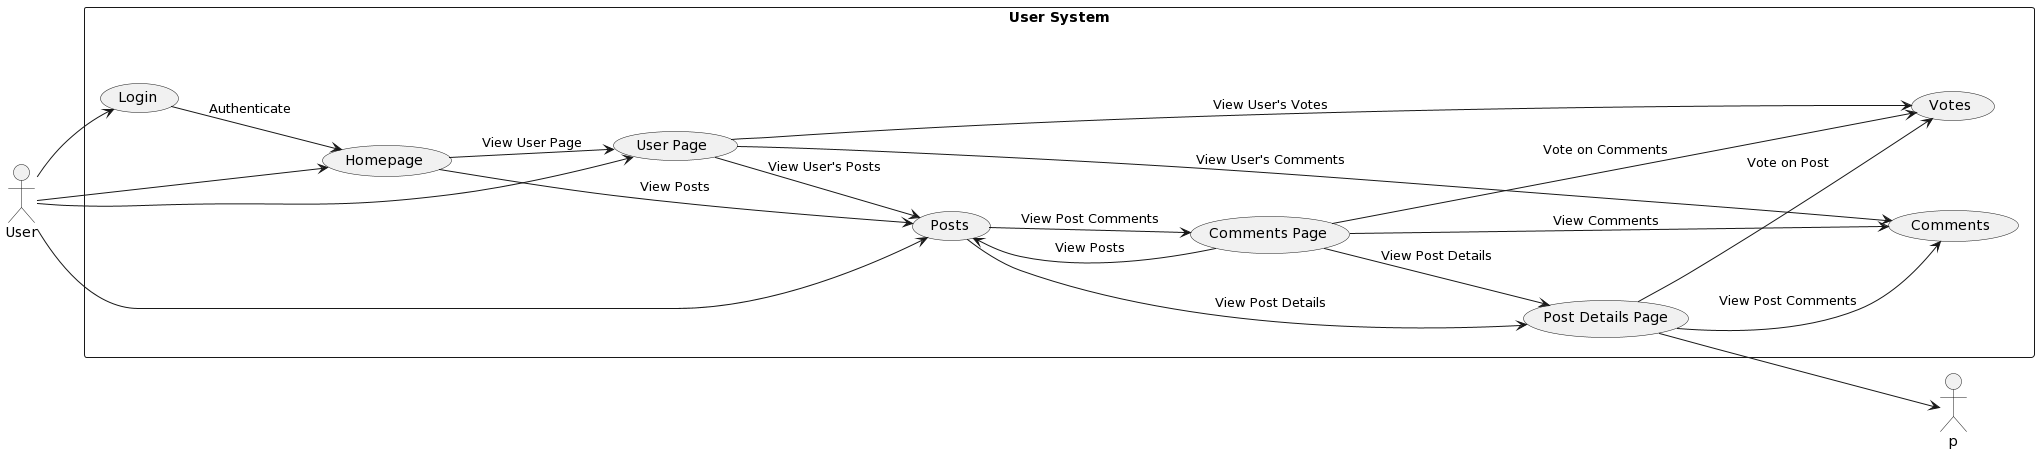 User System
Login
Authenticate
View User's Votes
Votes
View User Page
User Page
Homepage
Vote on Comments
View User's Comments
Vote on Post
View User's Posts
View Posts
User
Posts
View Post Comments
Comments Page
View Comments
Comments
View Posts
View Post Details
View Post Details
View Post Comments
Post Details Page
p